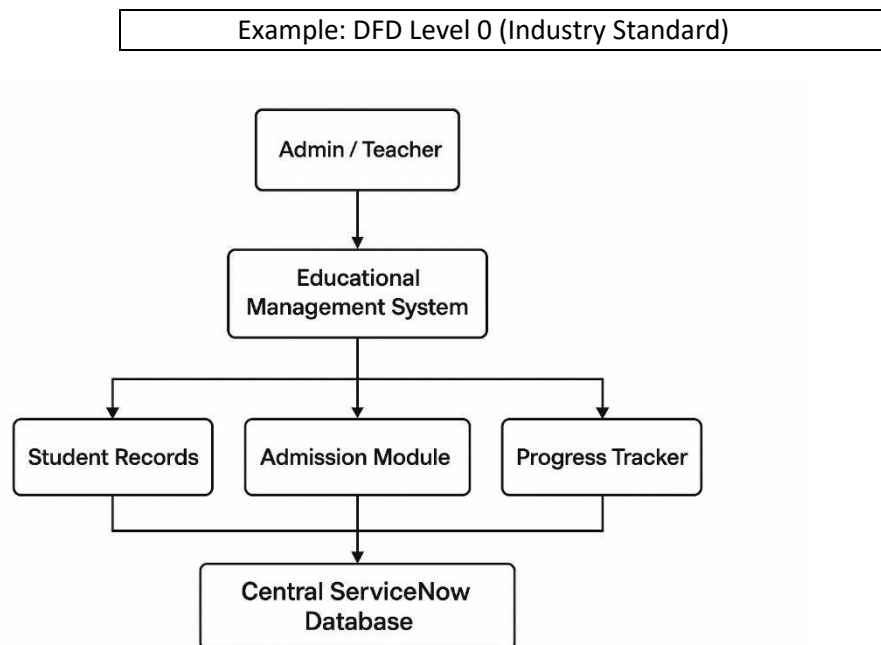 Example: DFD Level 0 (Industry Standard)
Admin / Teacher
Educational
Management System
Student Records
Admission Module
Progress Tracker
Central ServiceNow
Database